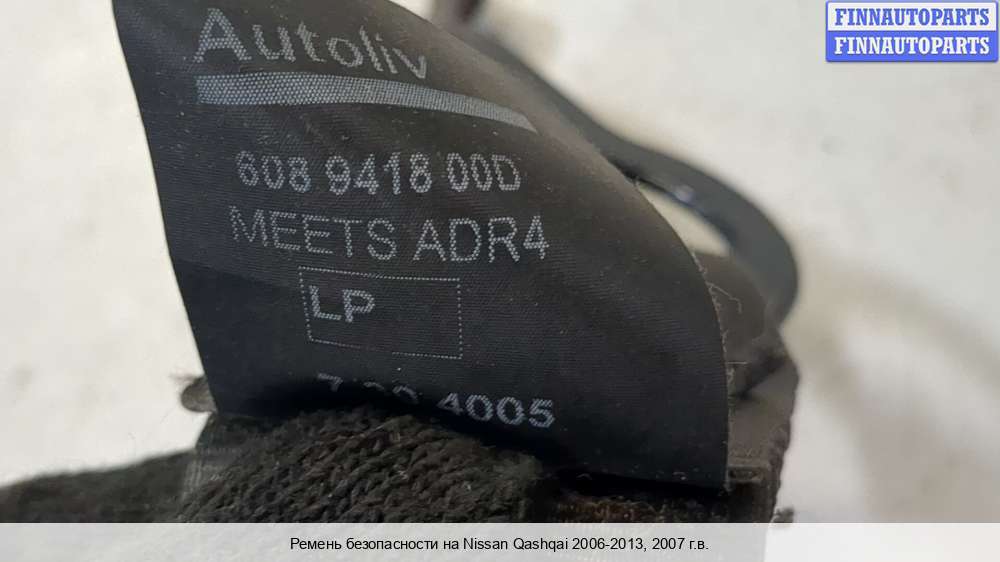 FINNAUTOPARTS
FINNAUTOPARTS
Autoliv
608 9418 00D
MEETS ADR4
LP
4005
Ремень безопасности на Nissan Qashqai 2006-2013, 2007 г.в.